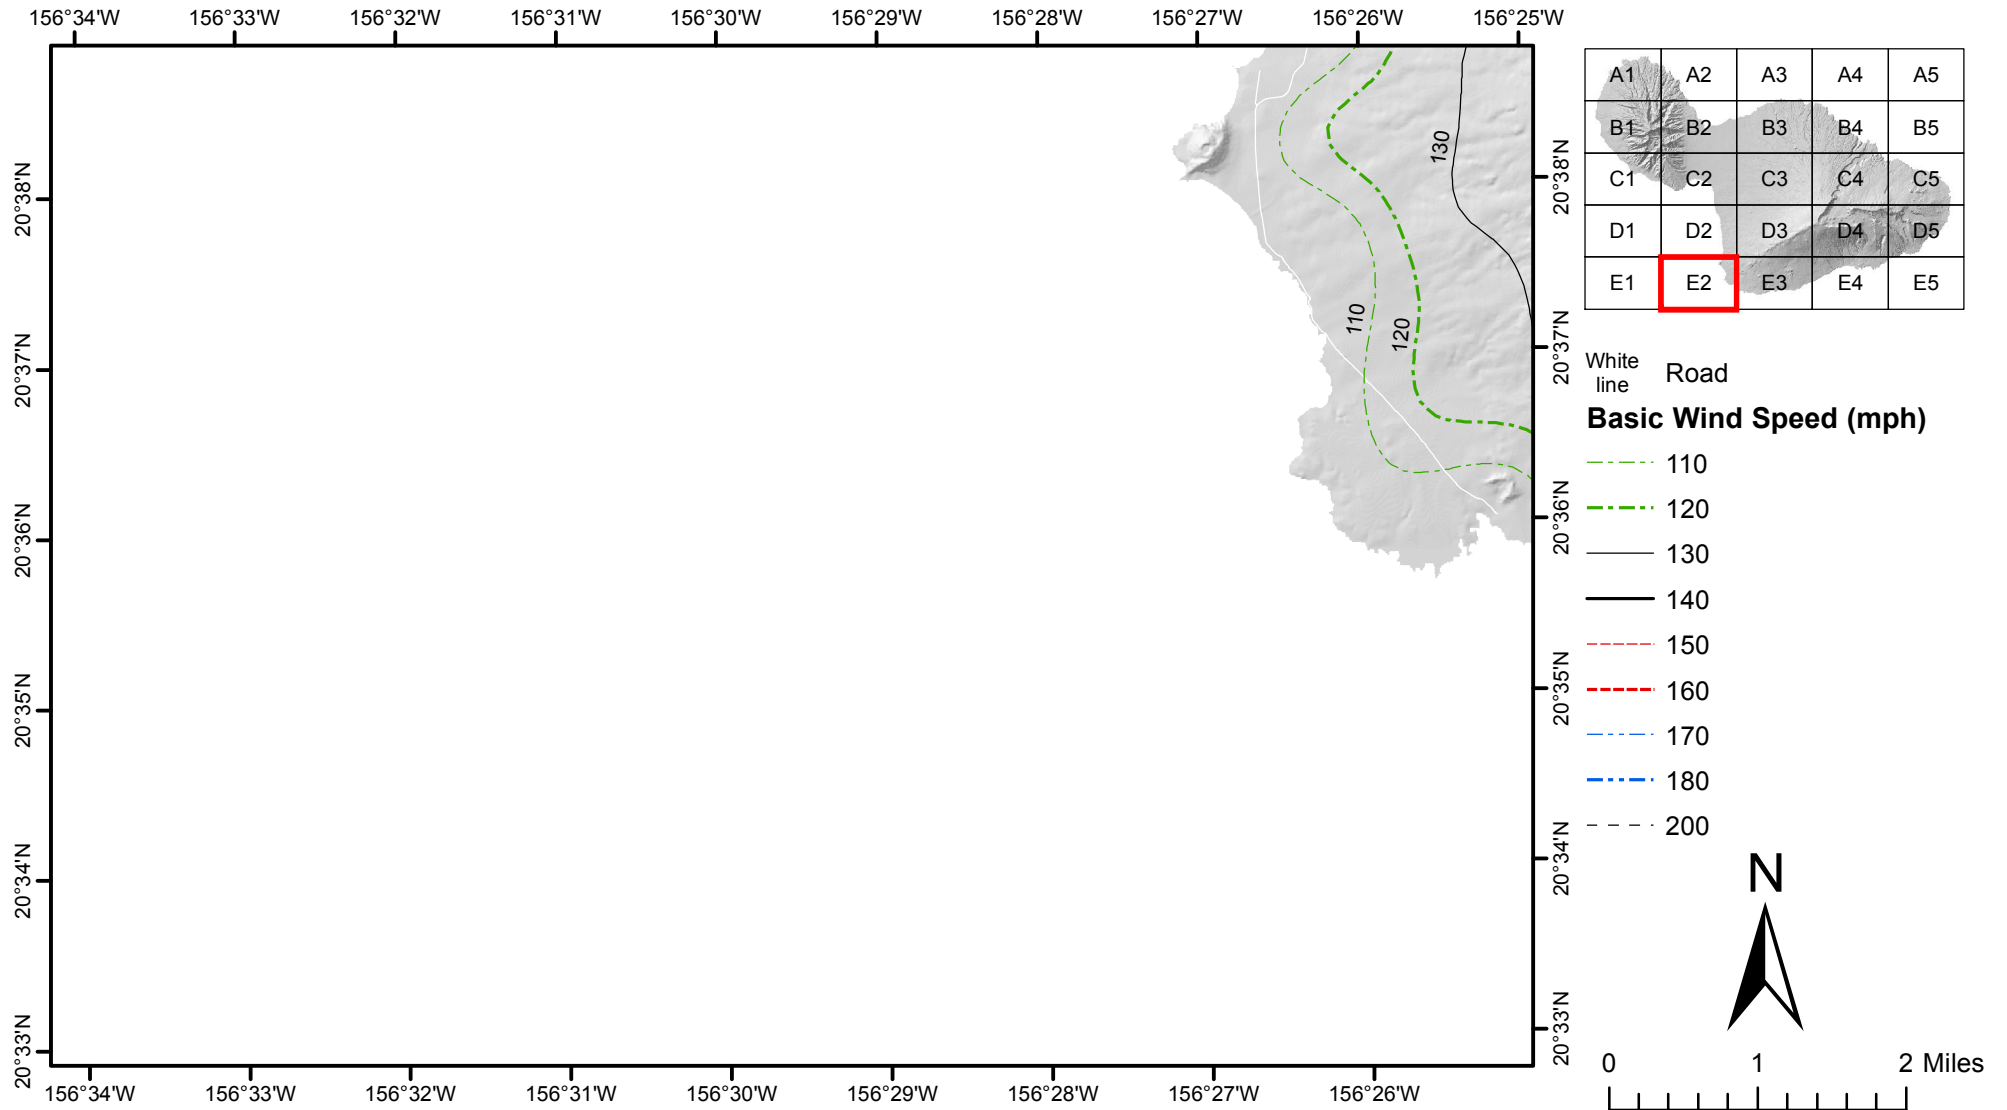 156°34'W 156°33'W 156°32'W 156°31'W 156°30'W 156°29'W 156°28'W 156°27'W 156°26'W 156°25'W
20°38'N
20°37'N
20°36'N
20°35'N
20°34'N
20°33'N
130
110
120
20°38'N
20°37'N
20°36'N
20°35'N
20°34'N
20°33'N
156°34'W 156°33'W 156°32'W 156°31'W 156°30'W 156°29'W 156°28'W 156°27'W 156°26'W
A1 A2 A3 A4 A5
B1 B2 B3 B4 B5
C1 C2 C3 C4 C5
D1 D2 D3 D4 D5
E1 E2 E3 E4 E5
White
line
Road
Basic Wind Speed (mph)
110
120
130
140
150
160
170
180
200
N
0 1 2 Miles